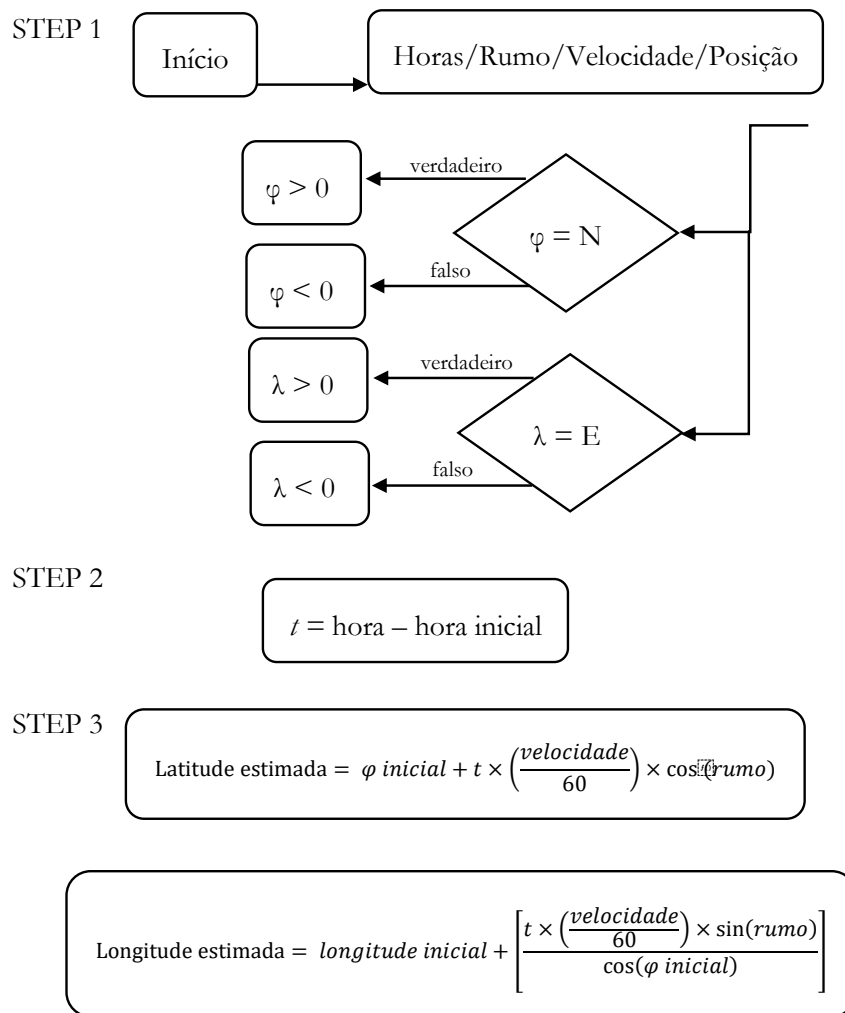 STEP 1
Início
Horas/Rumo/Velocidade/Posição
verdadeiro
φ > 0
φ = N
falso
φ < 0
verdadeiro
λ > 0
λ = E
falso
λ < 0
STEP 2
t = hora – hora inicial
STEP 3
Latitude estimada = φ inicial + t × (velocidade/60) × cos(rumo)
Longitude estimada = longitude inicial + [t × (velocidade/60) × sin(rumo)/cos(φ inicial)]